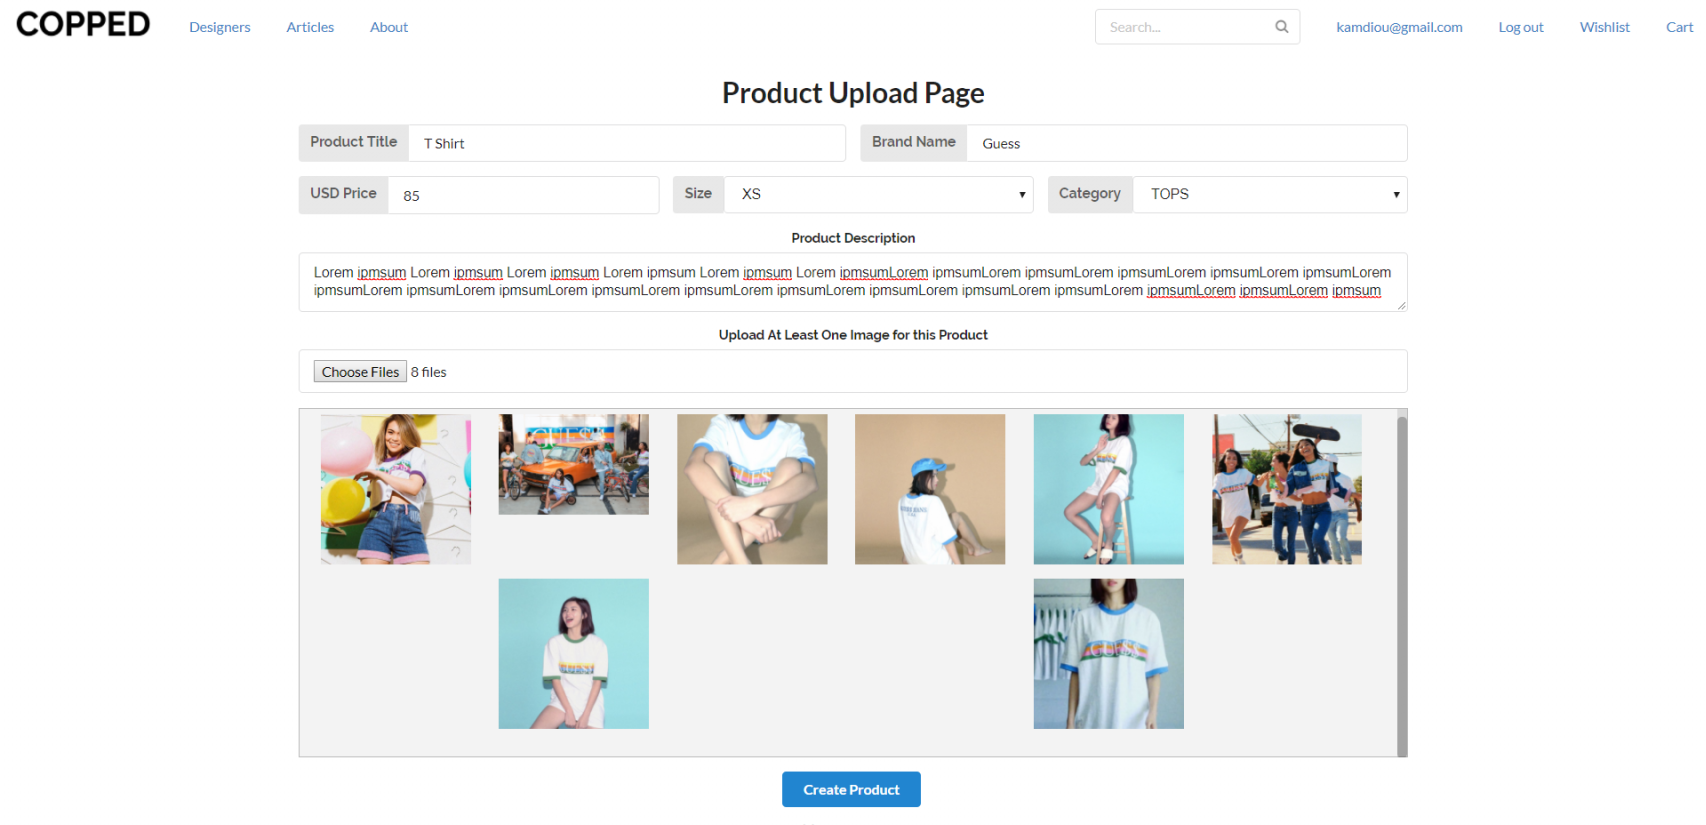 COPPED Designers Articles About Search... kamdiou@gmail.com Log out Wishlist Cart
Product Upload Page
Product Title T Shirt Brand Name Guess
USD Price 85 Size XS Category TOPS
Product Description
Lorem ipmsum Lorem ipmsum Lorem ipmsum Lorem ipmsum Lorem ipmsum Lorem ipmsumLorem ipmsumLorem ipmsumLorem ipmsumLorem ipmsumLorem ipmsumLorem
ipmsumLorem ipmsumLorem ipmsumLorem ipmsumLorem ipmsumLorem ipmsumLorem ipmsumLorem ipmsumLorem ipmsumLorem ipmsumLorem ipmsumLorem ipmsum
Upload At Least One Image for this Product
Choose Files 8 files
GUESS
Create Product